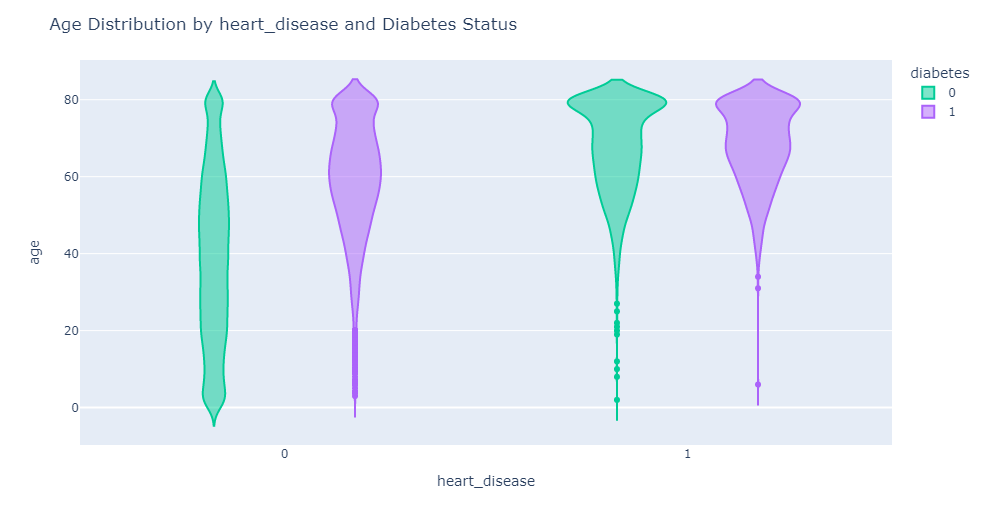 Age Distribution by heart_disease and Diabetes Status
diabetes
0
1
80
60
40
20
0
age
0
1
heart_disease